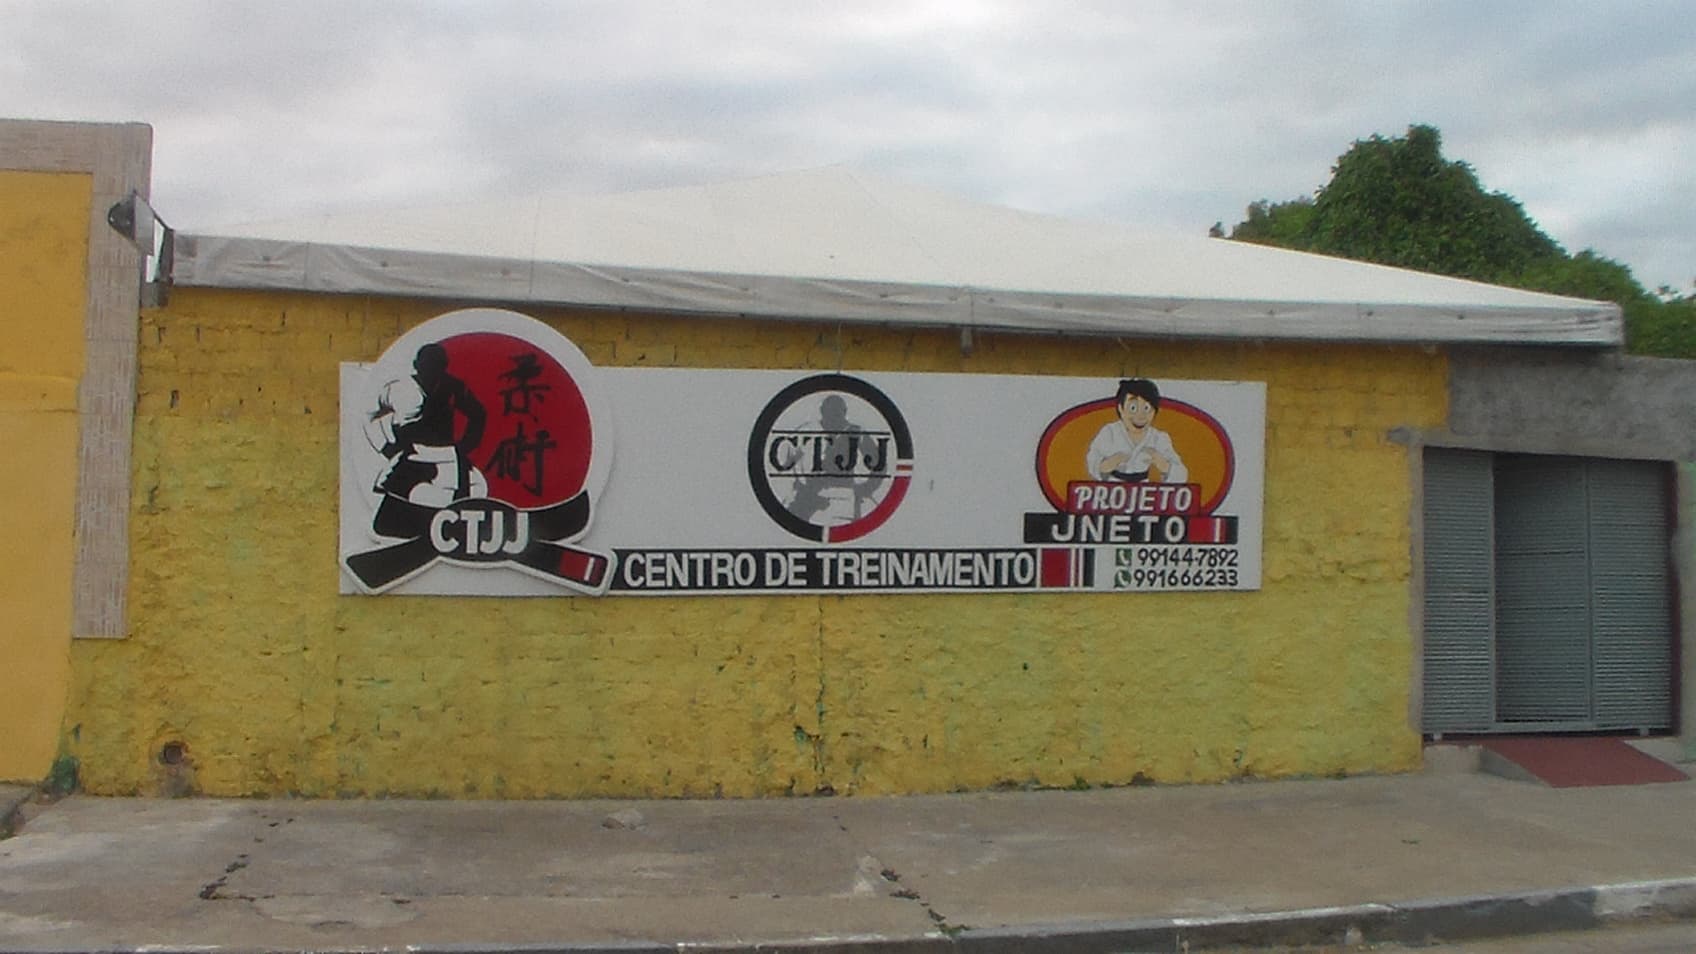 柔術
CTJJ
CTJJ
PROJETO
JNETO
CENTRO DE TREINAMENTO
99144-7892
991666233